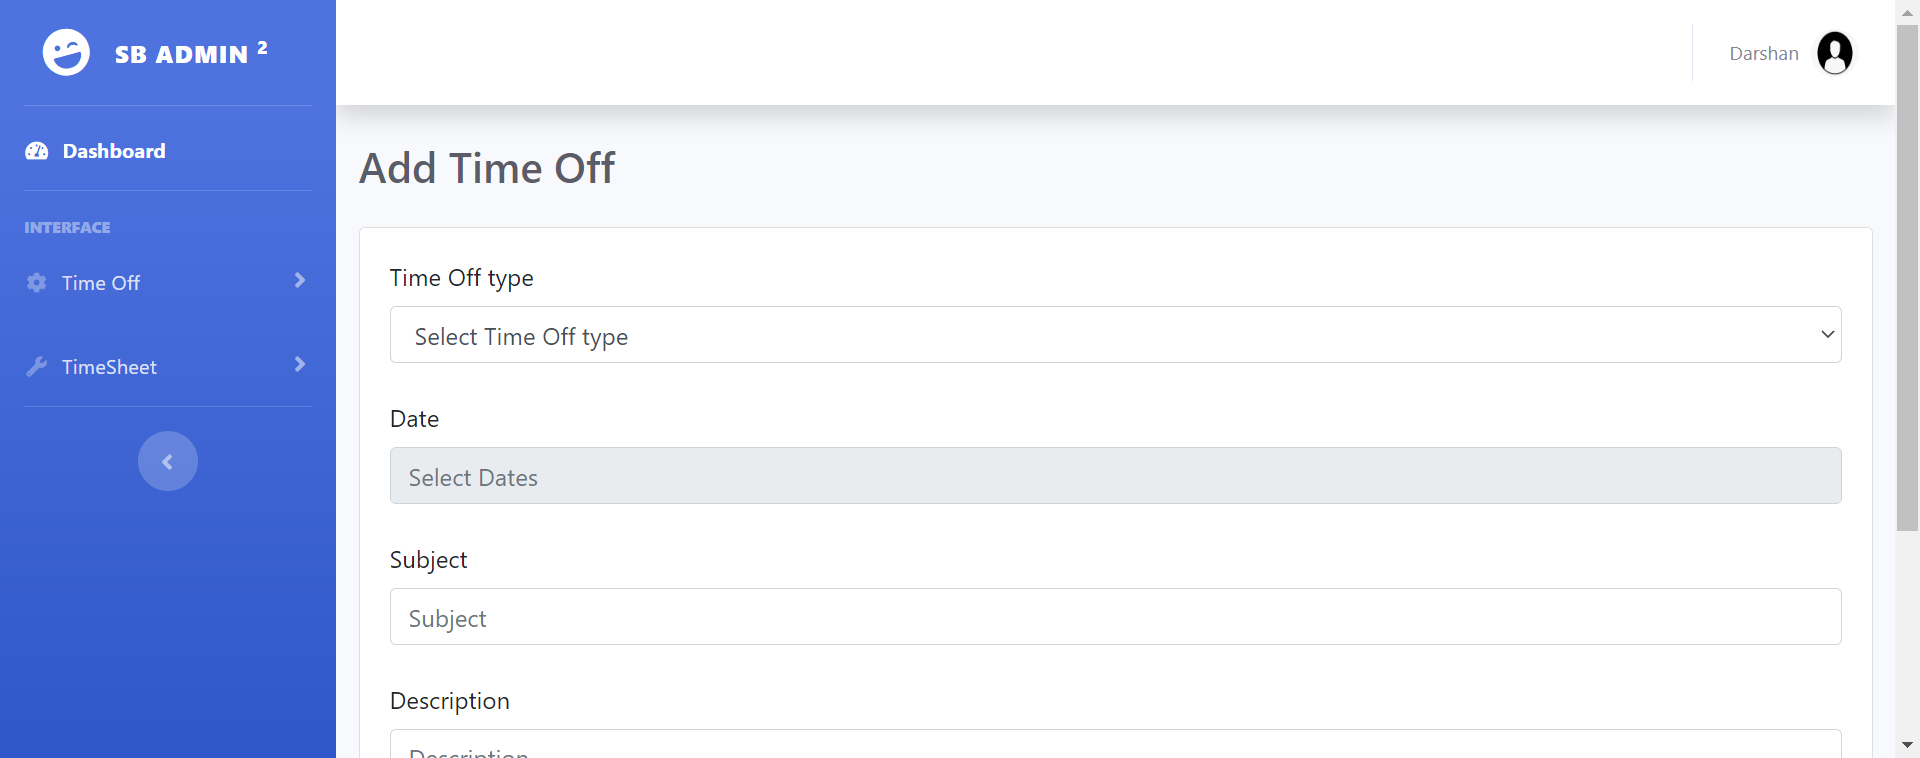 SB ADMIN 2
Darshan
Dashboard
INTERFACE
Time Off
TimeSheet
Add Time Off
Time Off type
Select Time Off type
Date
Select Dates
Subject
Subject
Description
Description